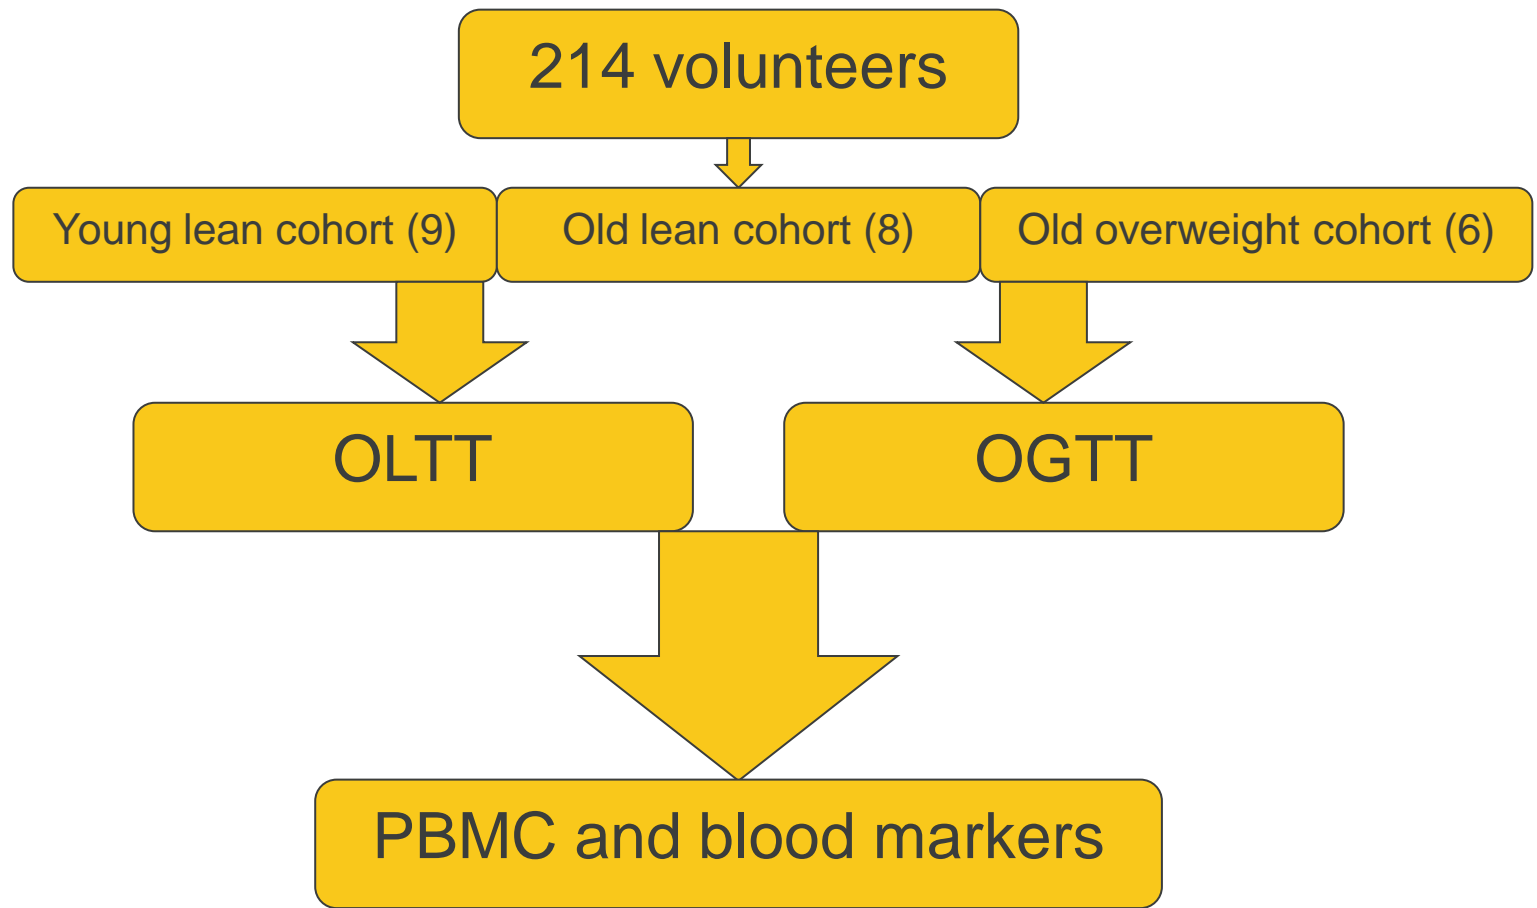 214 volunteers
Young lean cohort (9)
Old lean cohort (8)
Old overweight cohort (6)
OLTT
OGTT
PBMC and blood markers